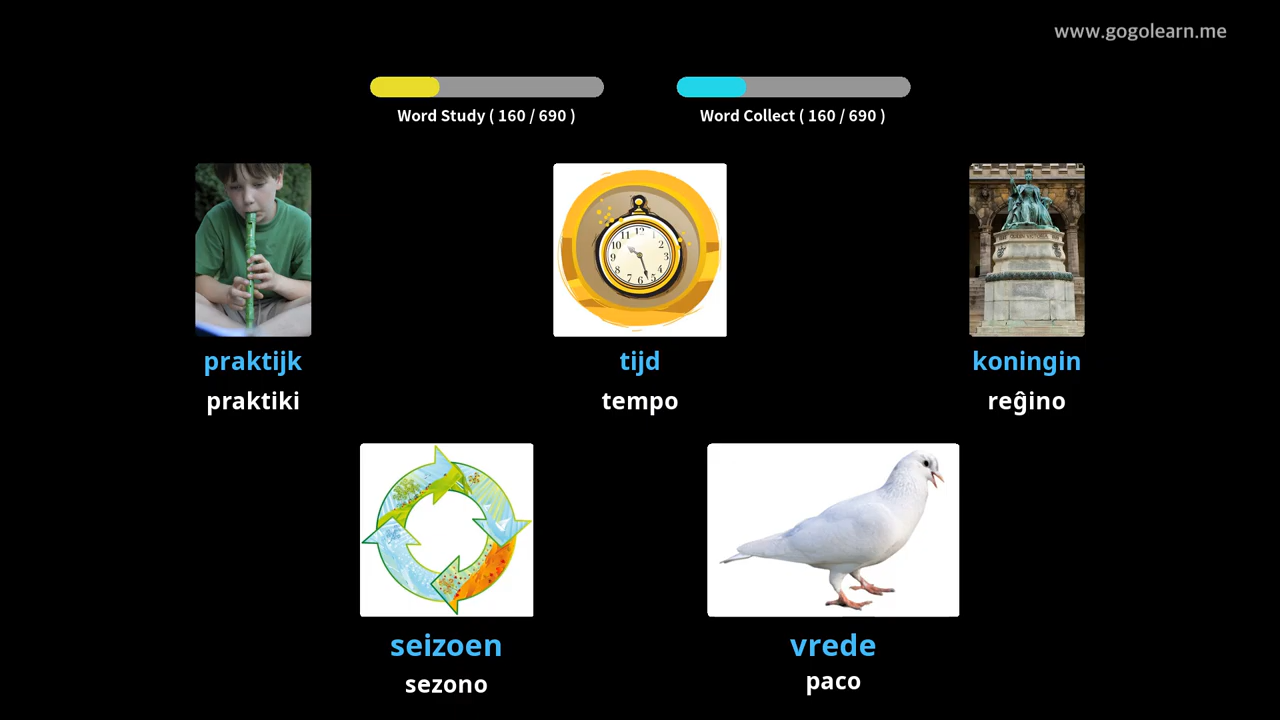 www.gogolearn.me
Word Study ( 160 / 690 )
Word Collect ( 160 / 690 )
praktijk
praktiki
tijd
tempo
koningin
reĝino
seizoen
sezono
vrede
paco